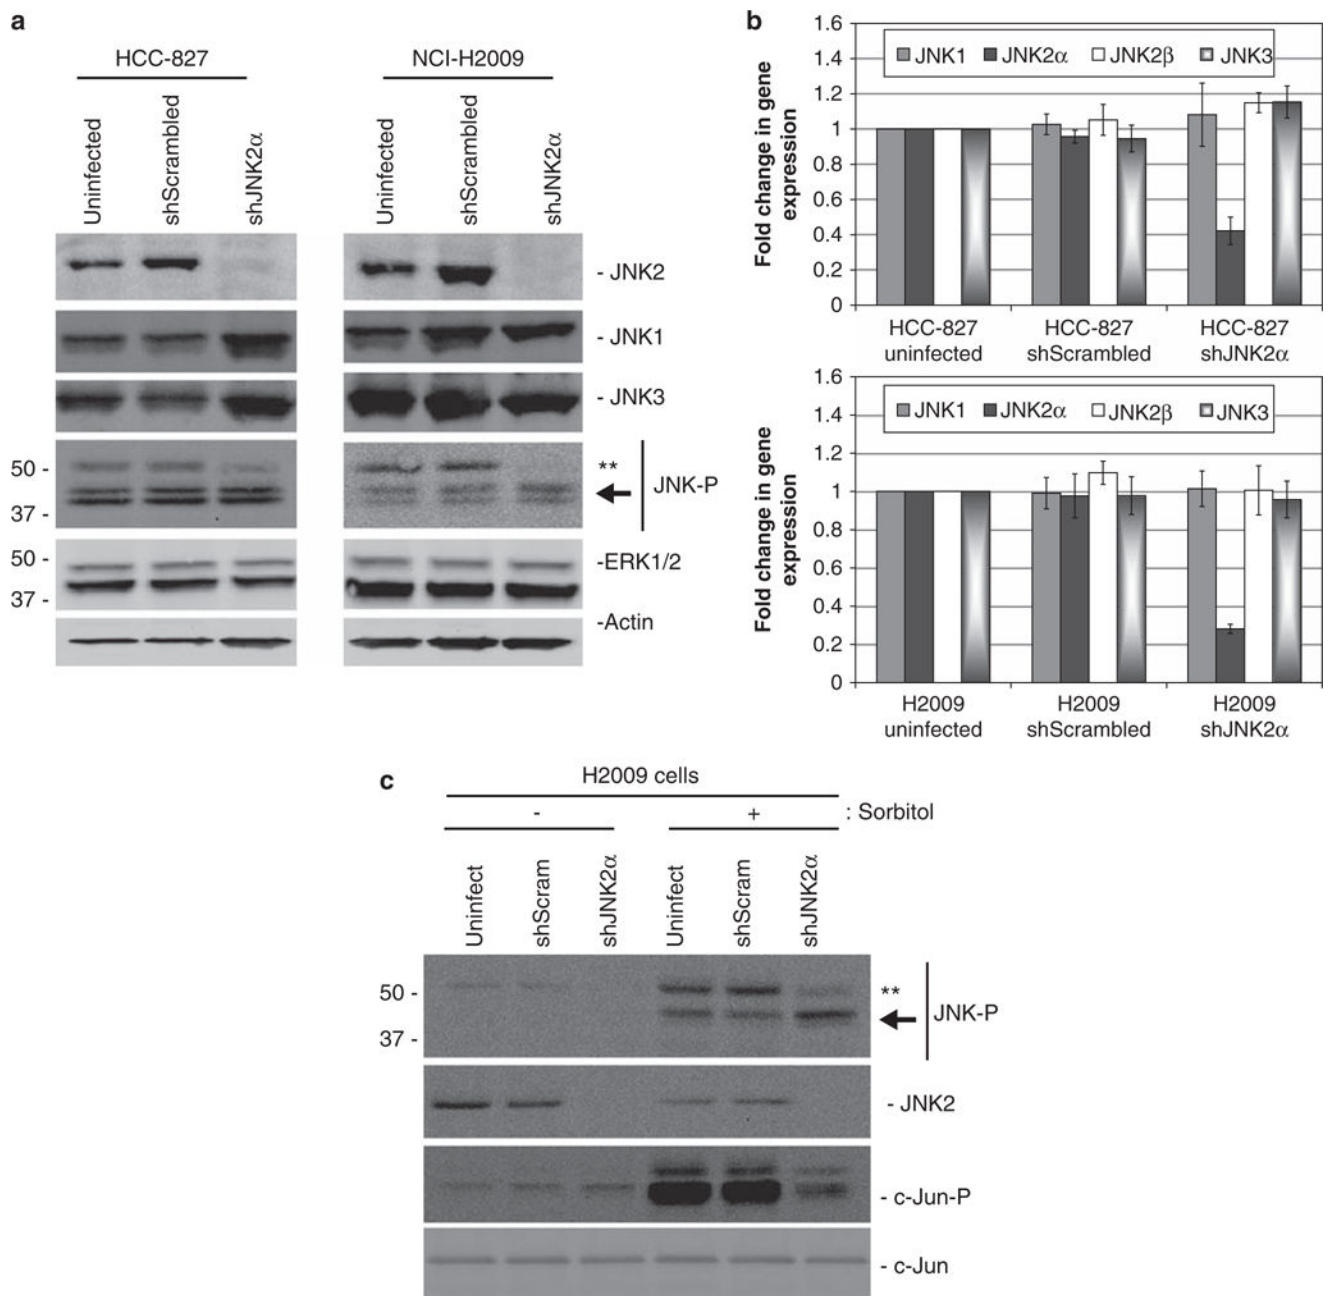 a
HCC-827
NCI-H2009
Uninfected
shScrambled
shJNK2α
Uninfected
shScrambled
shJNK2α
- JNK2
- JNK1
- JNK3
50 -
37 -
**
JNK-P
50 -
37 -
-ERK1/2
-Actin
b
Fold change in gene
expression
1.6
1.4
1.2
1
0.8
0.6
0.4
0.2
0
JNK1
JNK2α
JNK2β
JNK3
HCC-827
uninfected
HCC-827
shScrambled
HCC-827
shJNK2α
Fold change in gene
expression
1.6
1.4
1.2
1
0.8
0.6
0.4
0.2
0
JNK1
JNK2α
JNK2β
JNK3
H2009
uninfected
H2009
shScrambled
H2009
shJNK2α
c
H2009 cells
-
+
: Sorbitol
Uninfect
shScram
shJNK2α
Uninfect
shScram
shJNK2α
50 -
37 -
**
JNK-P
- JNK2
- c-Jun-P
- c-Jun